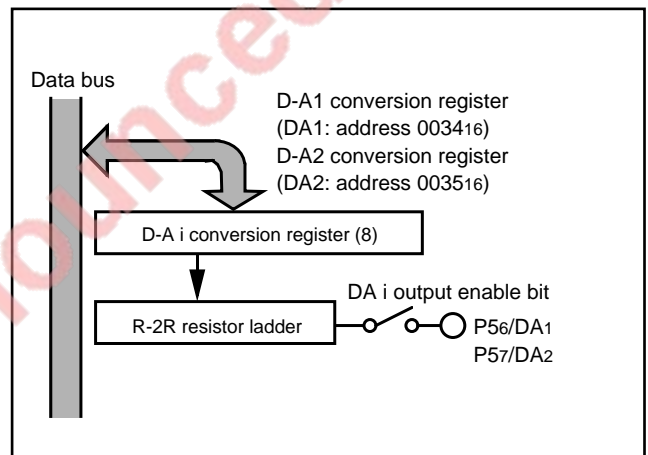 Data bus
D-A1 conversion register
(DA1: address 003416)
D-A2 conversion register
(DA2: address 003516)
D-A i conversion register (8)
R-2R resistor ladder
DA i output enable bit
P56/DA1
P57/DA2